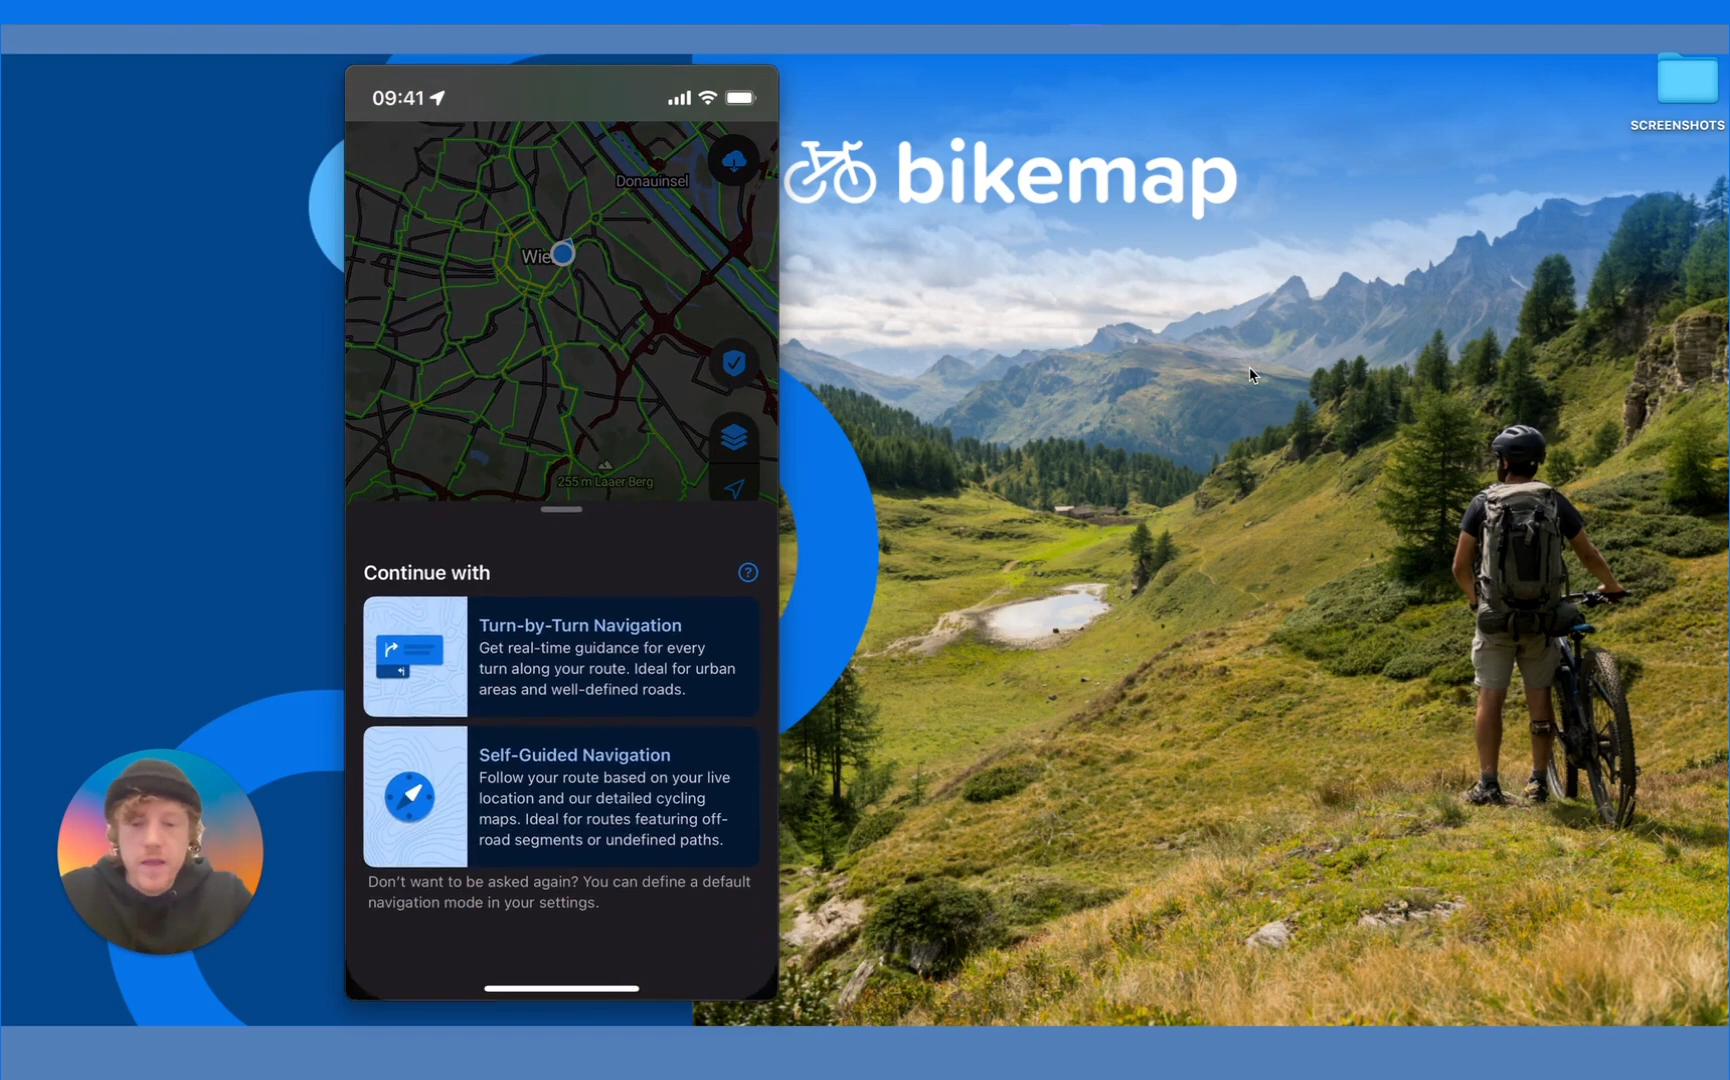 09:41
SCREENSHOTS
bikemap
Donauinsel
Wie
255 m Laaer Berg
Continue with
?
Turn-by-Turn Navigation
Get real-time guidance for every
turn along your route. Ideal for urban
areas and well-defined roads.
Self-Guided Navigation
Follow your route based on your live
location and our detailed cycling
maps. Ideal for routes featuring off-
road segments or undefined paths.
Don't want to be asked again? You can define a default
navigation mode in your settings.